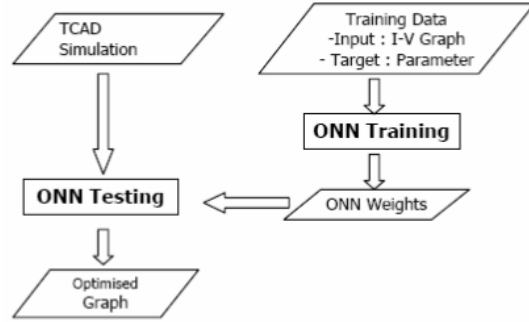 TCAD
Simulation
Training Data
-Input : I-V Graph
- Target : Parameter
ONN Training
ONN Testing
ONN Weights
Optimised
Graph